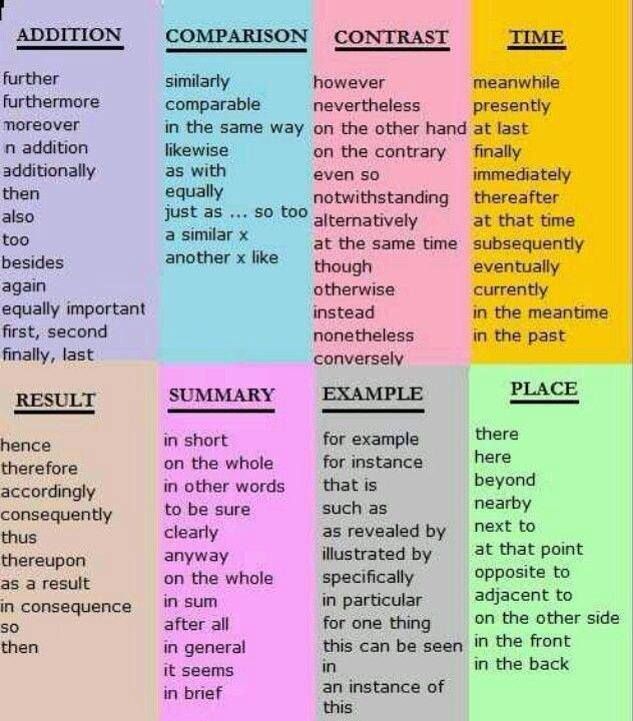 ADDITION
further
furthermore
moreover
n addition
additionally
then
also
too
besides
again
equally important
first, second
finally, last
COMPARISON
similarly
comparable
in the same way
likewise
as with
equally
just as ... so too
a similar x
another x like
CONTRAST
however
nevertheless
on the other hand
on the contrary
even so
notwithstanding
alternatively
at the same time
though
otherwise
instead
nonetheless
conversely
TIME
meanwhile
presently
at last
finally
immediately
thereafter
at that time
subsequently
eventually
currently
in the meantime
in the past
RESULT
hence
therefore
accordingly
consequently
thus
thereupon
as a result
in consequence
so
then
SUMMARY
in short
on the whole
in other words
to be sure
clearly
anyway
on the whole
in sum
after all
in general
it seems
in brief
EXAMPLE
for example
for instance
that is
such as
as revealed by
illustrated by
specifically
in particular
for one thing
this can be seen
in
an instance of
this
PLACE
there
here
beyond
nearby
next to
at that point
opposite to
adjacent to
on the other side
in the front
in the back